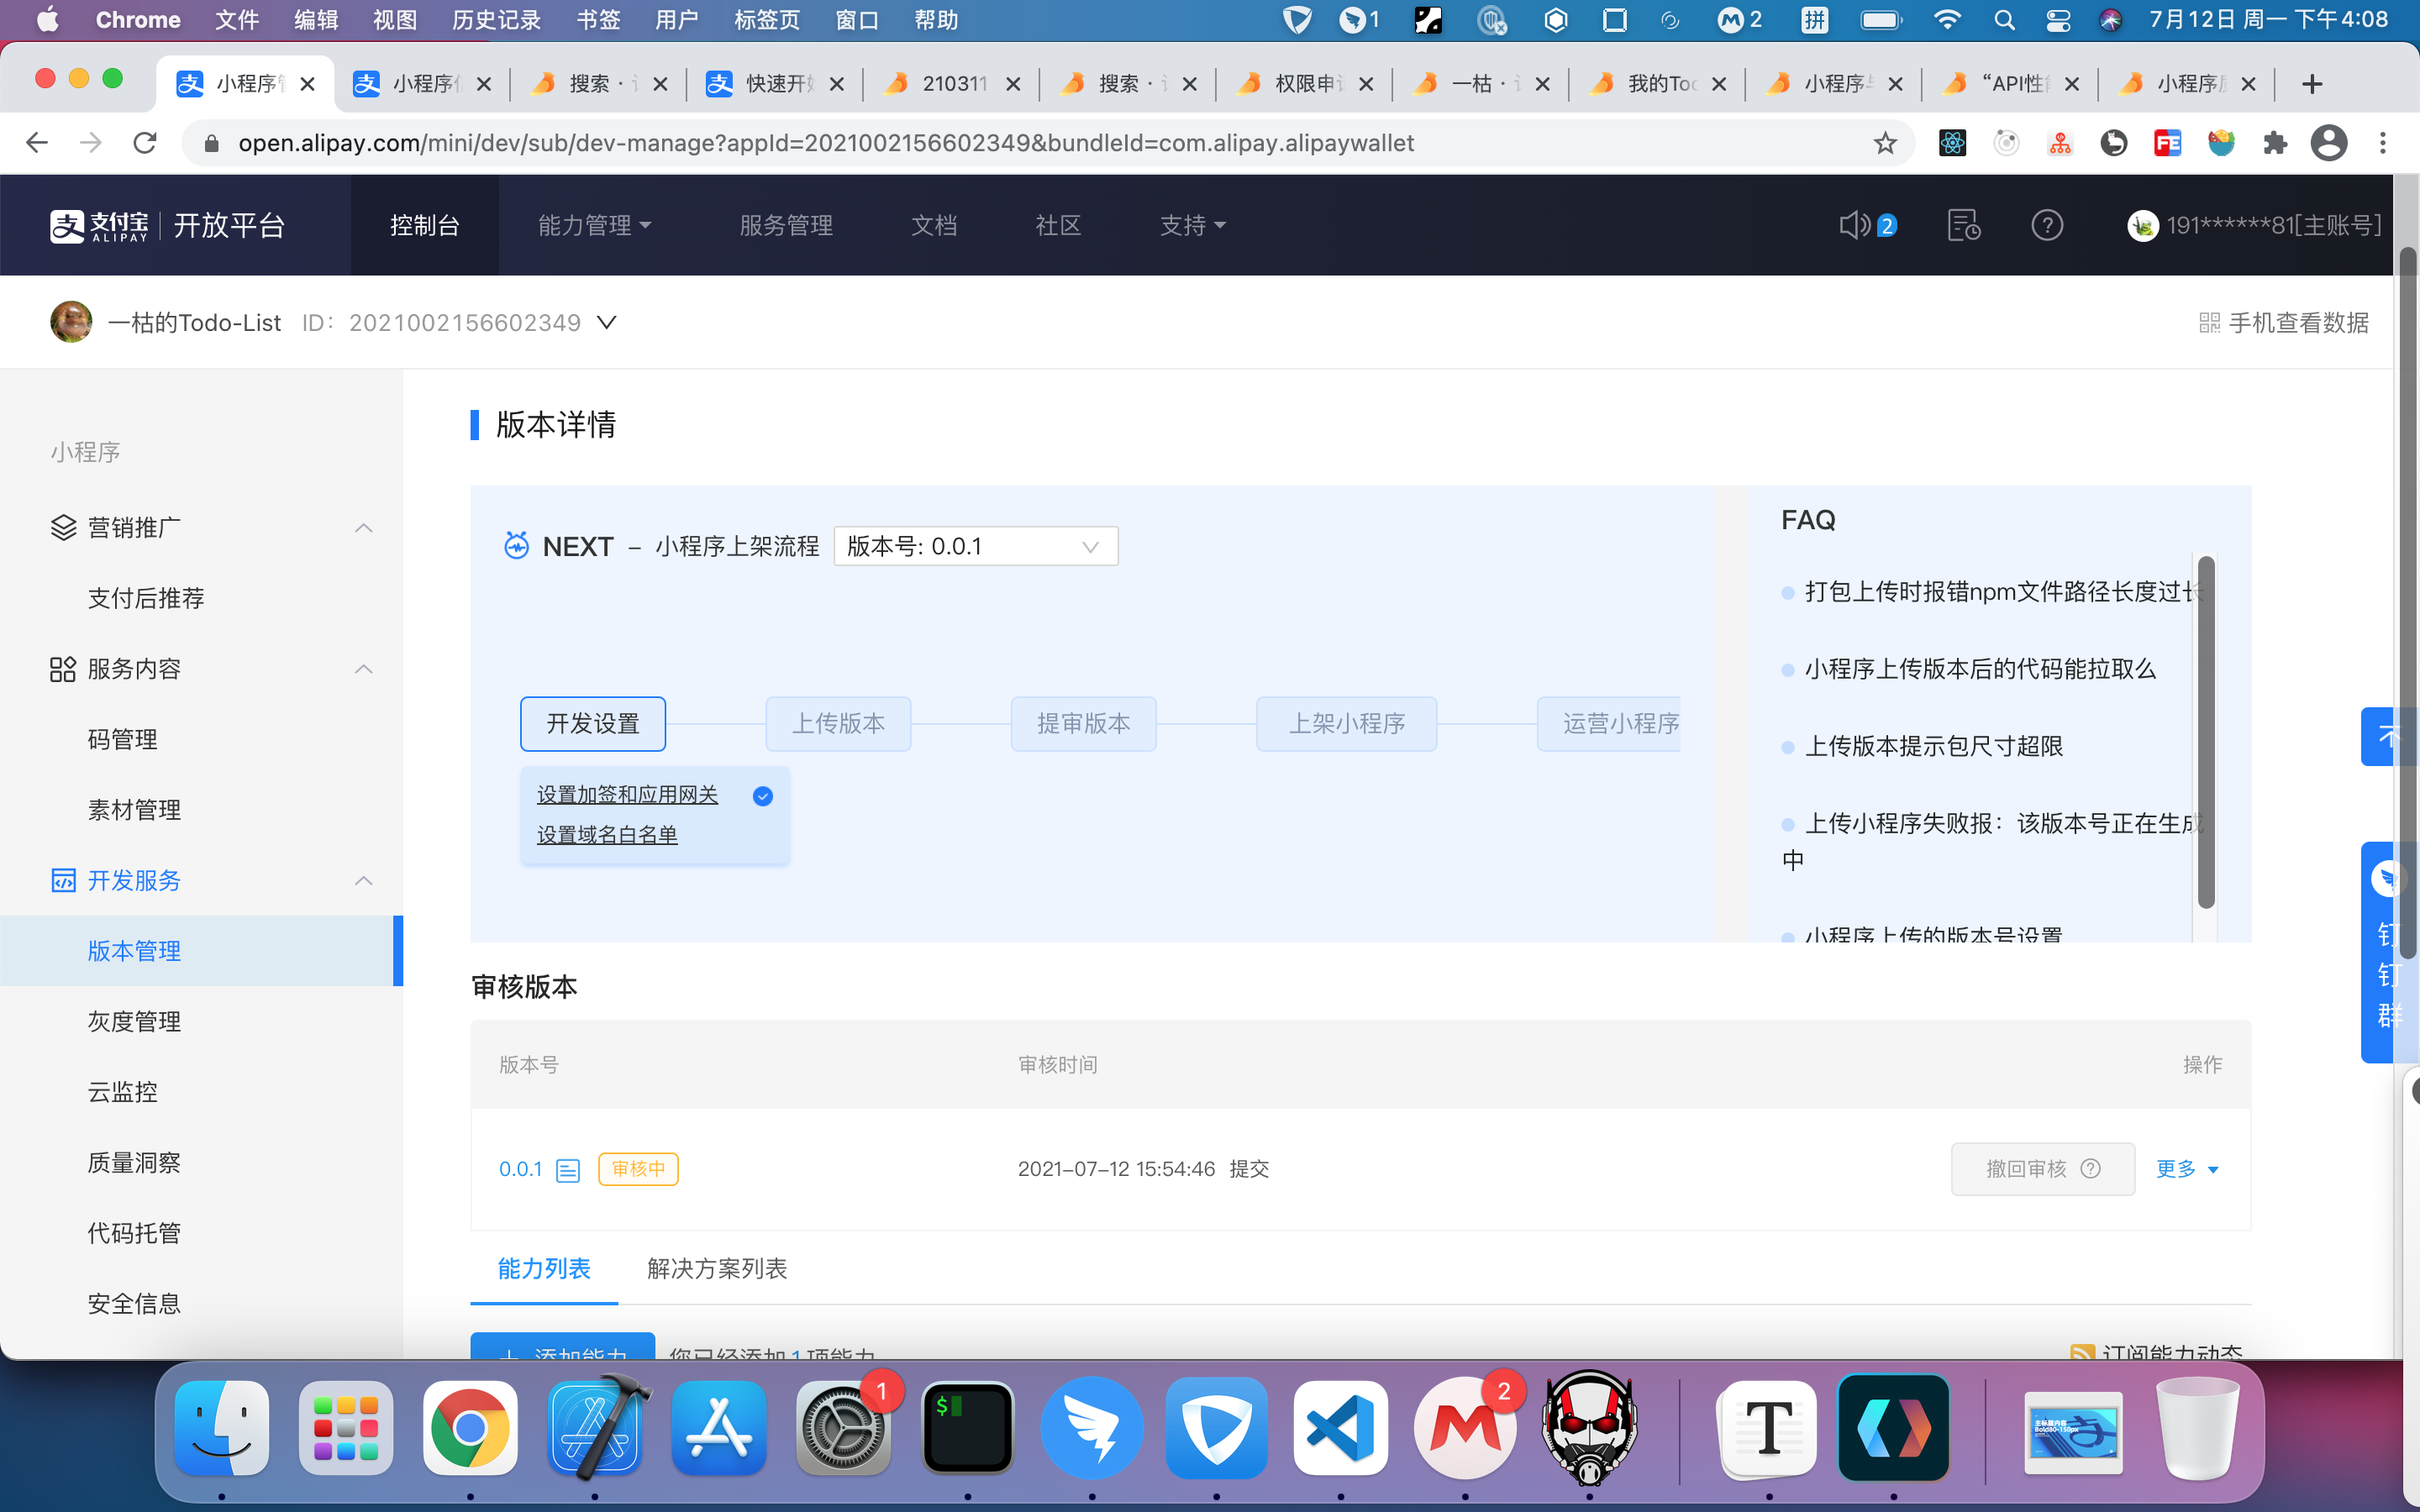 Chrome 文件 编辑 视图 历史记录 书签 用户 标签页 窗口 帮助 1 2 拼 7月12日 周一 下午4:08
小程序 小程序 搜索 · 快速开 210311 搜索 · 权限申 一枯 · 我的Too 小程序 “API性 小程序
open.alipay.com/mini/dev/sub/dev-manage?appId=2021002156602349&bundleId=com.alipay.alipaywallet
支付宝 ALIPAY 开放平台 控制台 能力管理 服务管理 文档 社区 支持 2 191******81[主账号]
一枯的Todo-List ID: 2021002156602349 手机查看数据
小程序
营销推广
支付后推荐
服务内容
码管理
素材管理
开发服务
版本管理
灰度管理
云监控
质量洞察
代码托管
安全信息
版本详情
NEXT – 小程序上架流程 版本号: 0.0.1
开发设置 上传版本 提审版本 上架小程序 运营小程序
设置加签和应用网关
设置域名白名单
FAQ
打包上传时报错npm文件路径长度过长
小程序上传版本后的代码能拉取么
上传版本提示包尺寸超限
上传小程序失败报：该版本号正在生成
中
小程序上传的版本号设置
钉
钉
群
审核版本
版本号 审核时间 操作
0.0.1 审核中 2021-07-12 15:54:46 提交 撤回审核 更多
能力列表 解决方案列表
+ 添加能力 您已经添加 1 项能力 订阅能力动态
1
2